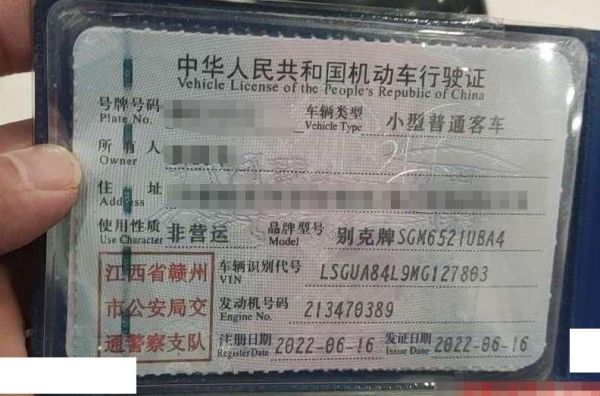 中华人民共和国机动车行驶证
Vehicle License of the People's Republic of China
号牌号码 车辆类型 小型普通客车
Plate No. Vehicle Type
所有人
Owner
住址
Address
使用性质 非营运 品牌型号 别克牌SGM6521UBA4
Use Character Model
江西省赣州 车辆识别代号 LSGUA84L9MG127803
VIN
市公安局交 发动机号码 213470389
Engine No.
通警察支队 注册日期 2022-06-16 发证日期 2022-06-16
Register Date Issue Date